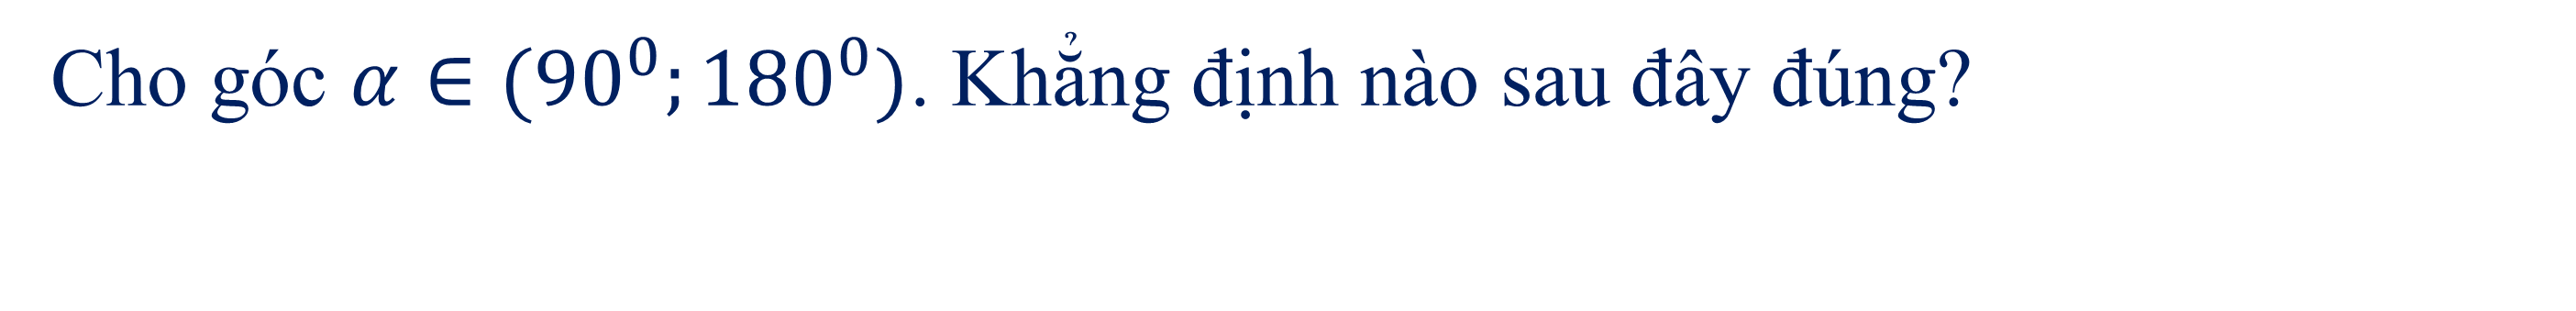 Cho góc 𝛼 ∈ (90⁰; 180⁰). Khẳng định nào sau đây đúng?